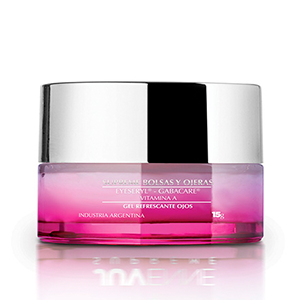 BOLSAS Y OJERAS
EYESERYL® - GABACARE®
VITAMINA A
GEL REFRESCANTE OJOS
INDUSTRIA ARGENTINA 15g